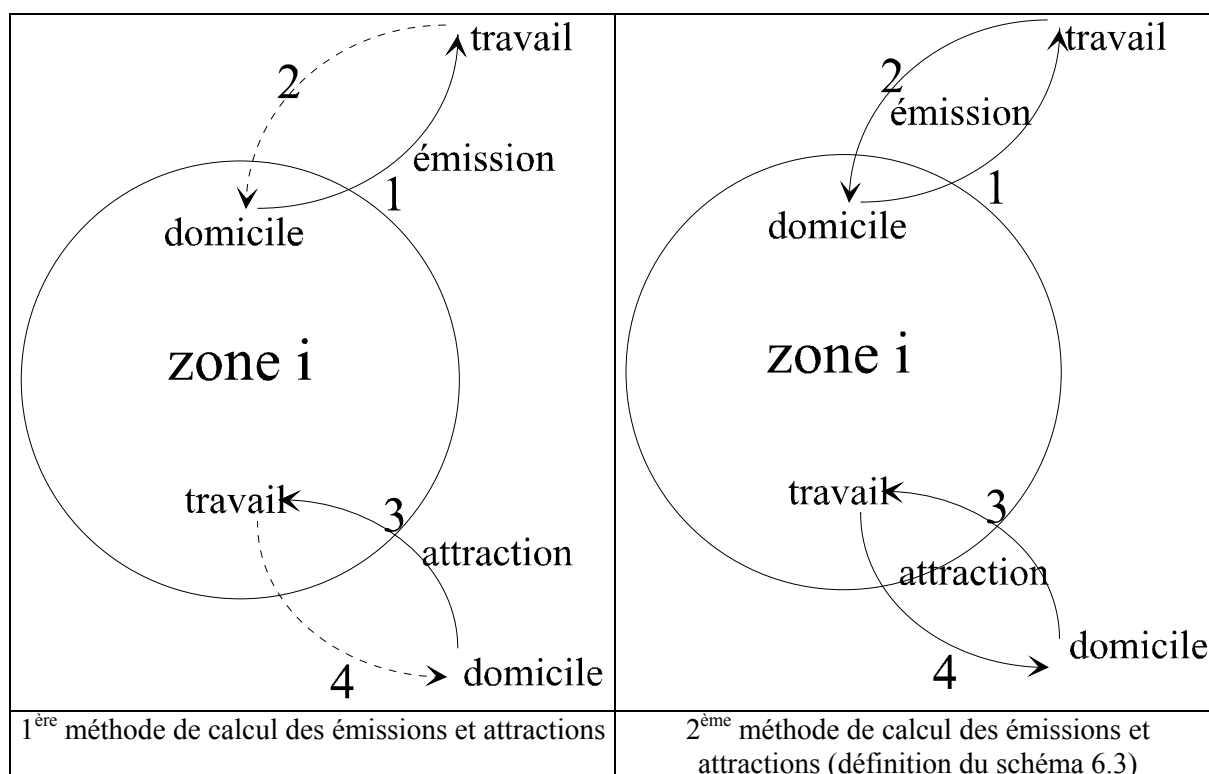 travail
2
émission
1
domicile
zone i
travail
3
attraction
domicile
4
1ère méthode de calcul des émissions et attractions
travail
2
émission
1
domicile
zone i
travail
3
attraction
domicile
4
2ème méthode de calcul des émissions et
attractions (définition du schéma 6.3)